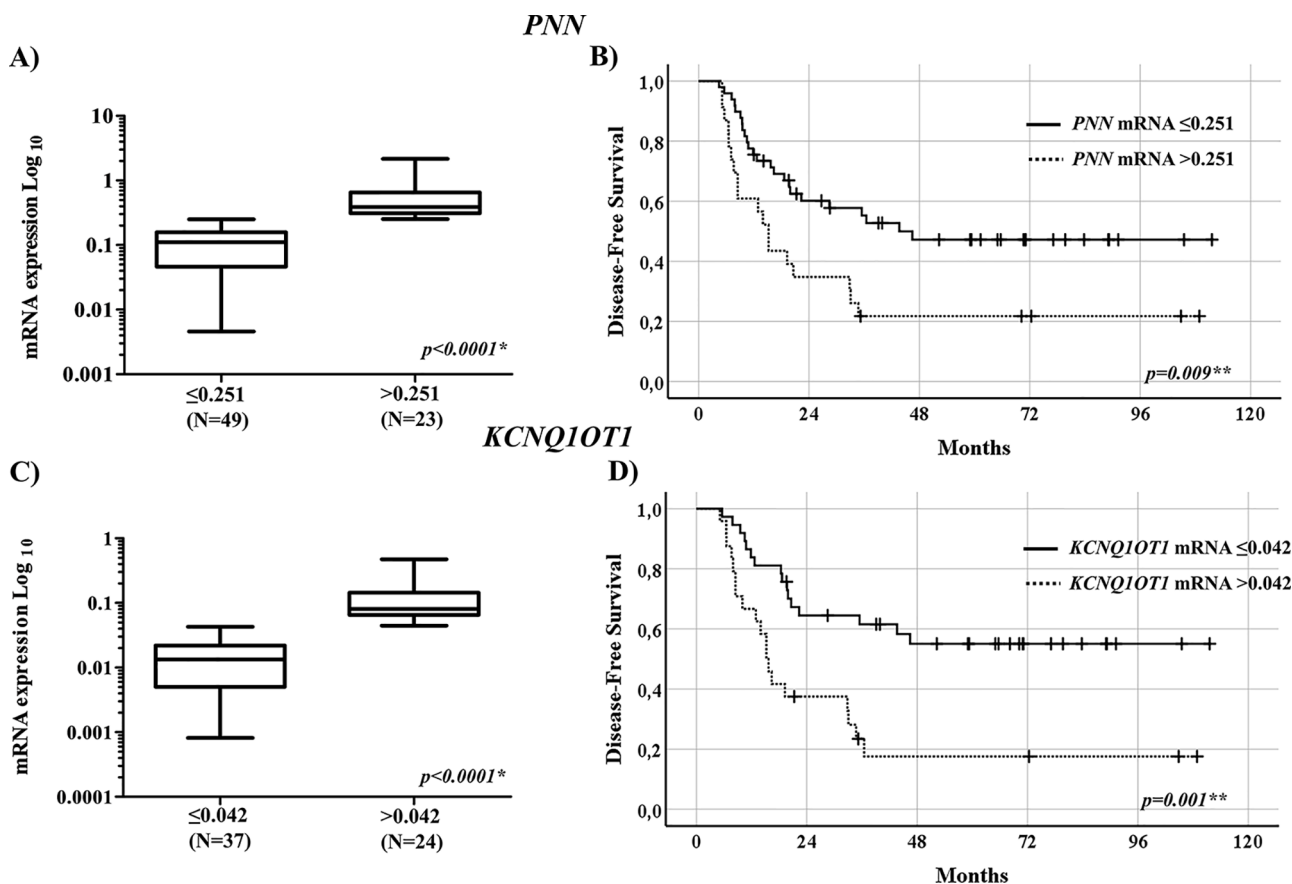 PNN
A)
mRNA expression Log 10
10
1
0.1
0.01
0.001
p<0.0001*
≤0.251
(N=49)
>0.251
(N=23)
B)
Disease-Free Survival
1,0
0,8
0,6
0,4
0,2
0,0
PNN mRNA ≤0.251
PNN mRNA >0.251
p=0.009**
0 24 48 72 96 120
Months
KCNQ1OT1
C)
mRNA expression Log 10
1
0.1
0.01
0.001
0.0001
p<0.0001*
≤0.042
(N=37)
>0.042
(N=24)
D)
Disease-Free Survival
1,0
0,8
0,6
0,4
0,2
0,0
KCNQ1OT1 mRNA ≤0.042
KCNQ1OT1 mRNA >0.042
p=0.001**
0 24 48 72 96 120
Months